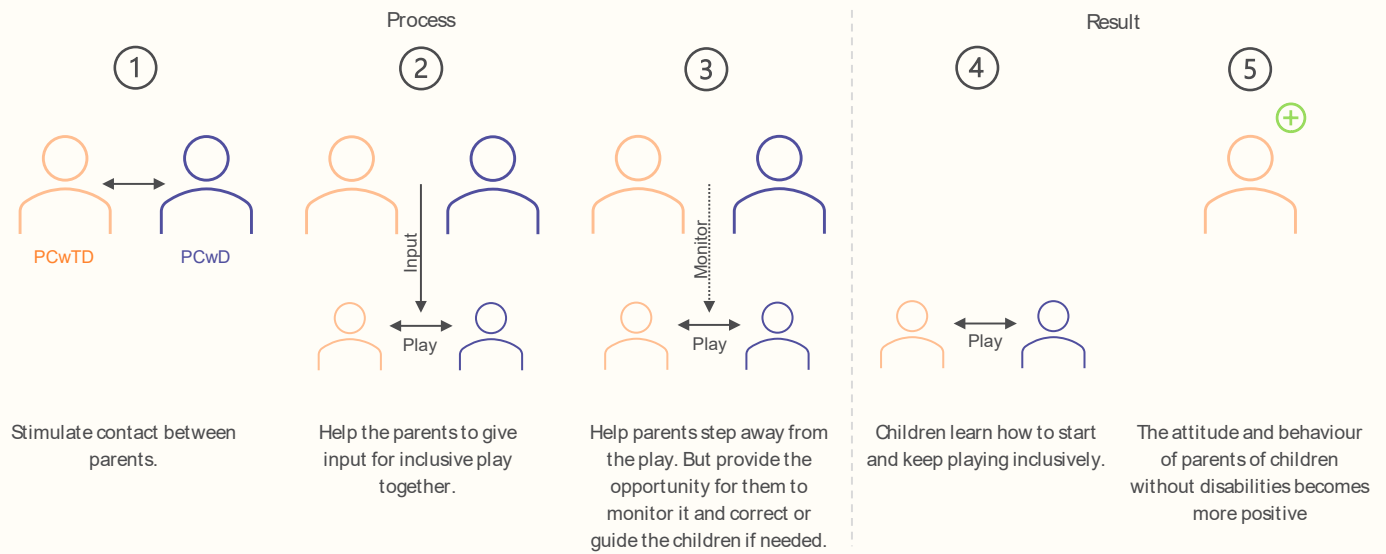 Process
Result
1
2
3
4
5
PCwTD
PCwD
Input
Play
Monitor
Play
Play
Stimulate contact between
parents.
Help the parents to give
input for inclusive play
together.
Help parents step away from
the play. But provide the
opportunity for them to
monitor it and correct or
guide the children if needed.
Children learn how to start
and keep playing inclusively.
The attitude and behaviour
of parents of children
without disabilities becomes
more positive